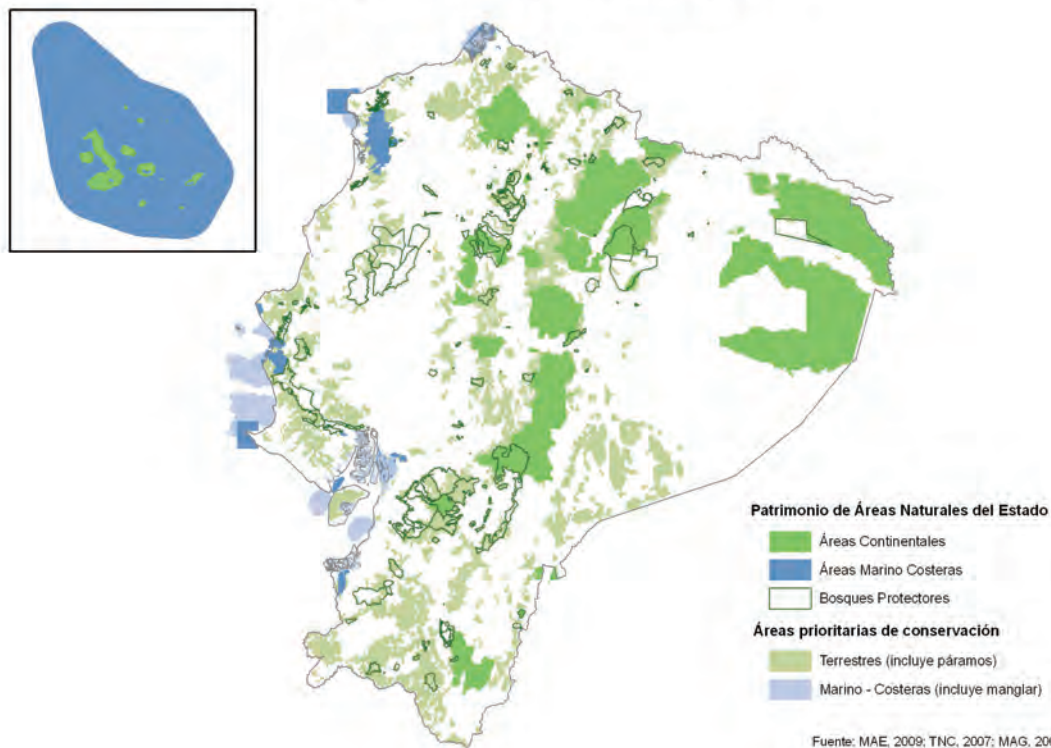 Patrimonio de Áreas Naturales del Estado
Áreas Continentales
Áreas Marino Costeras
Bosques Protectores
Áreas prioritarias de conservación
Terrestres (incluye páramos)
Marino - Costeras (incluye manglar)
Fuente: MAE, 2009; TNC, 2007; MAG,